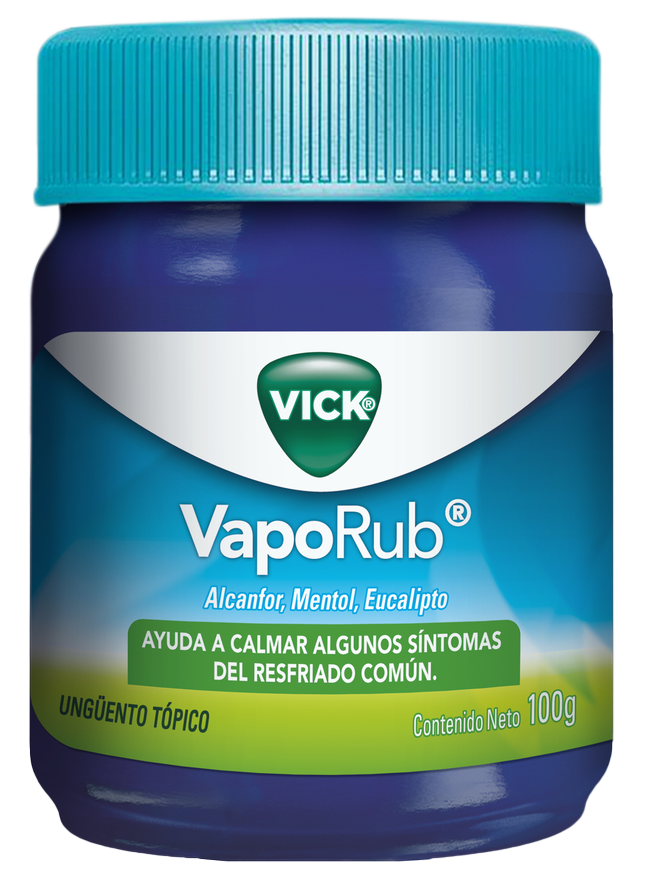 VICK®
VapoRub®
Alcanfor, Mentol, Eucalipto
AYUDA A CALMAR ALGUNOS SÍNTOMAS
DEL RESFRIADO COMÚN.
UNGÜENTO TÓPICO
Contenido Neto 100g